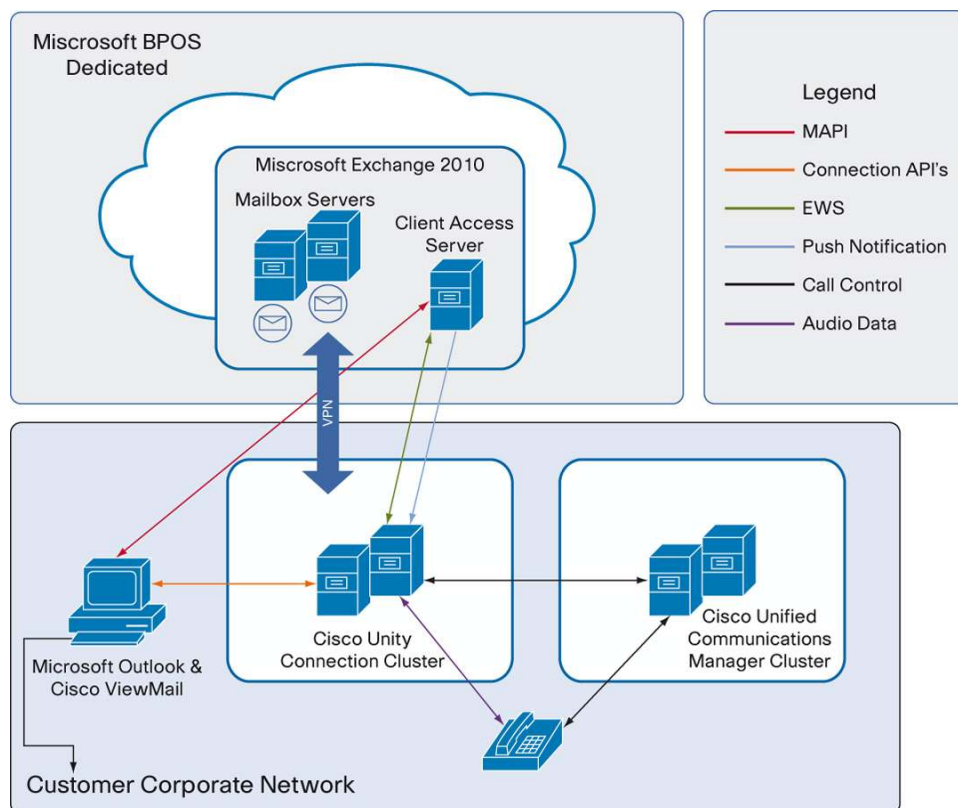 Miscrosoft BPOS
Dedicated
Miscrosoft Exchange 2010
Mailbox Servers
Client Access
Server
VPN
Legend
MAPI
Connection API's
EWS
Push Notification
Call Control
Audio Data
Cisco Unity
Connection Cluster
Cisco Unified
Communications
Manager Cluster
Microsoft Outlook &
Cisco ViewMail
Customer Corporate Network